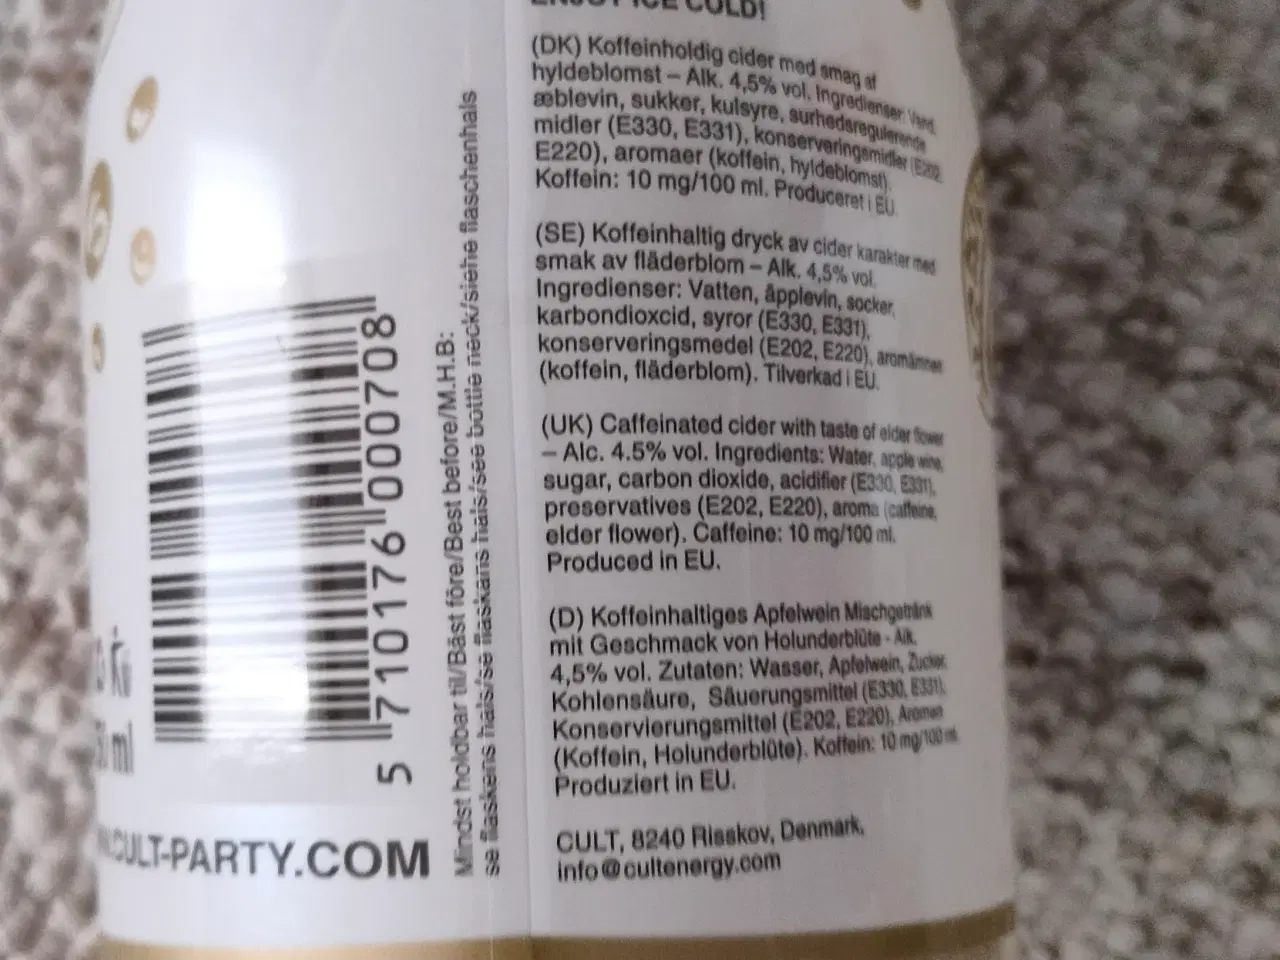 ENJOY ICE COLD!
(DK) Koffeinholdig cider med smag af
hyldeblomst – Alk. 4,5% vol. Ingredienser: Vand,
æblevin, sukker, kulsyre, surhedsregulerende
midler (E330, E331), konserveringsmidler (E202,
E220), aromaer (koffein, hyldeblomst).
Koffein: 10 mg/100 ml. Produceret i EU.
(SE) Koffeinhaltig dryck av cider karakter med
smak av fläderblom – Alk. 4,5% vol.
Ingredienser: Vatten, äpplevin, socker,
karbondioxcid, syror (E330, E331),
konserveringsmedel (E202, E220), aromämnen
(koffein, fläderblom). Tilverkad i EU.
(UK) Caffeinated cider with taste of elder flower
– Alc. 4.5% vol. Ingredients: Water, apple wine,
sugar, carbon dioxide, acidifier (E330, E331),
preservatives (E202, E220), aroma (caffeine,
elder flower). Caffeine: 10 mg/100 ml.
Produced in EU.
(D) Koffeinhaltiges Apfelwein Mischgetränk
mit Geschmack von Holunderblüte - Alk.
4,5% vol. Zutaten: Wasser, Apfelwein, Zucker,
Kohlensäure, Säuerungsmittel (E330, E331),
Konservierungsmittel (E202, E220), Aromen
(Koffein, Holunderblüte). Koffein: 10 mg/100 ml.
Produziert in EU.
CULT, 8240 Risskov, Denmark.
info@cultenergy.com
Mindst holdbar til/Bäst före/Best before/M.H.B:
se flaskens hals/se flaskans hals/see bottle neck/siehe flaschenhals
5 710176 000708
ml
.CULT-PARTY.COM